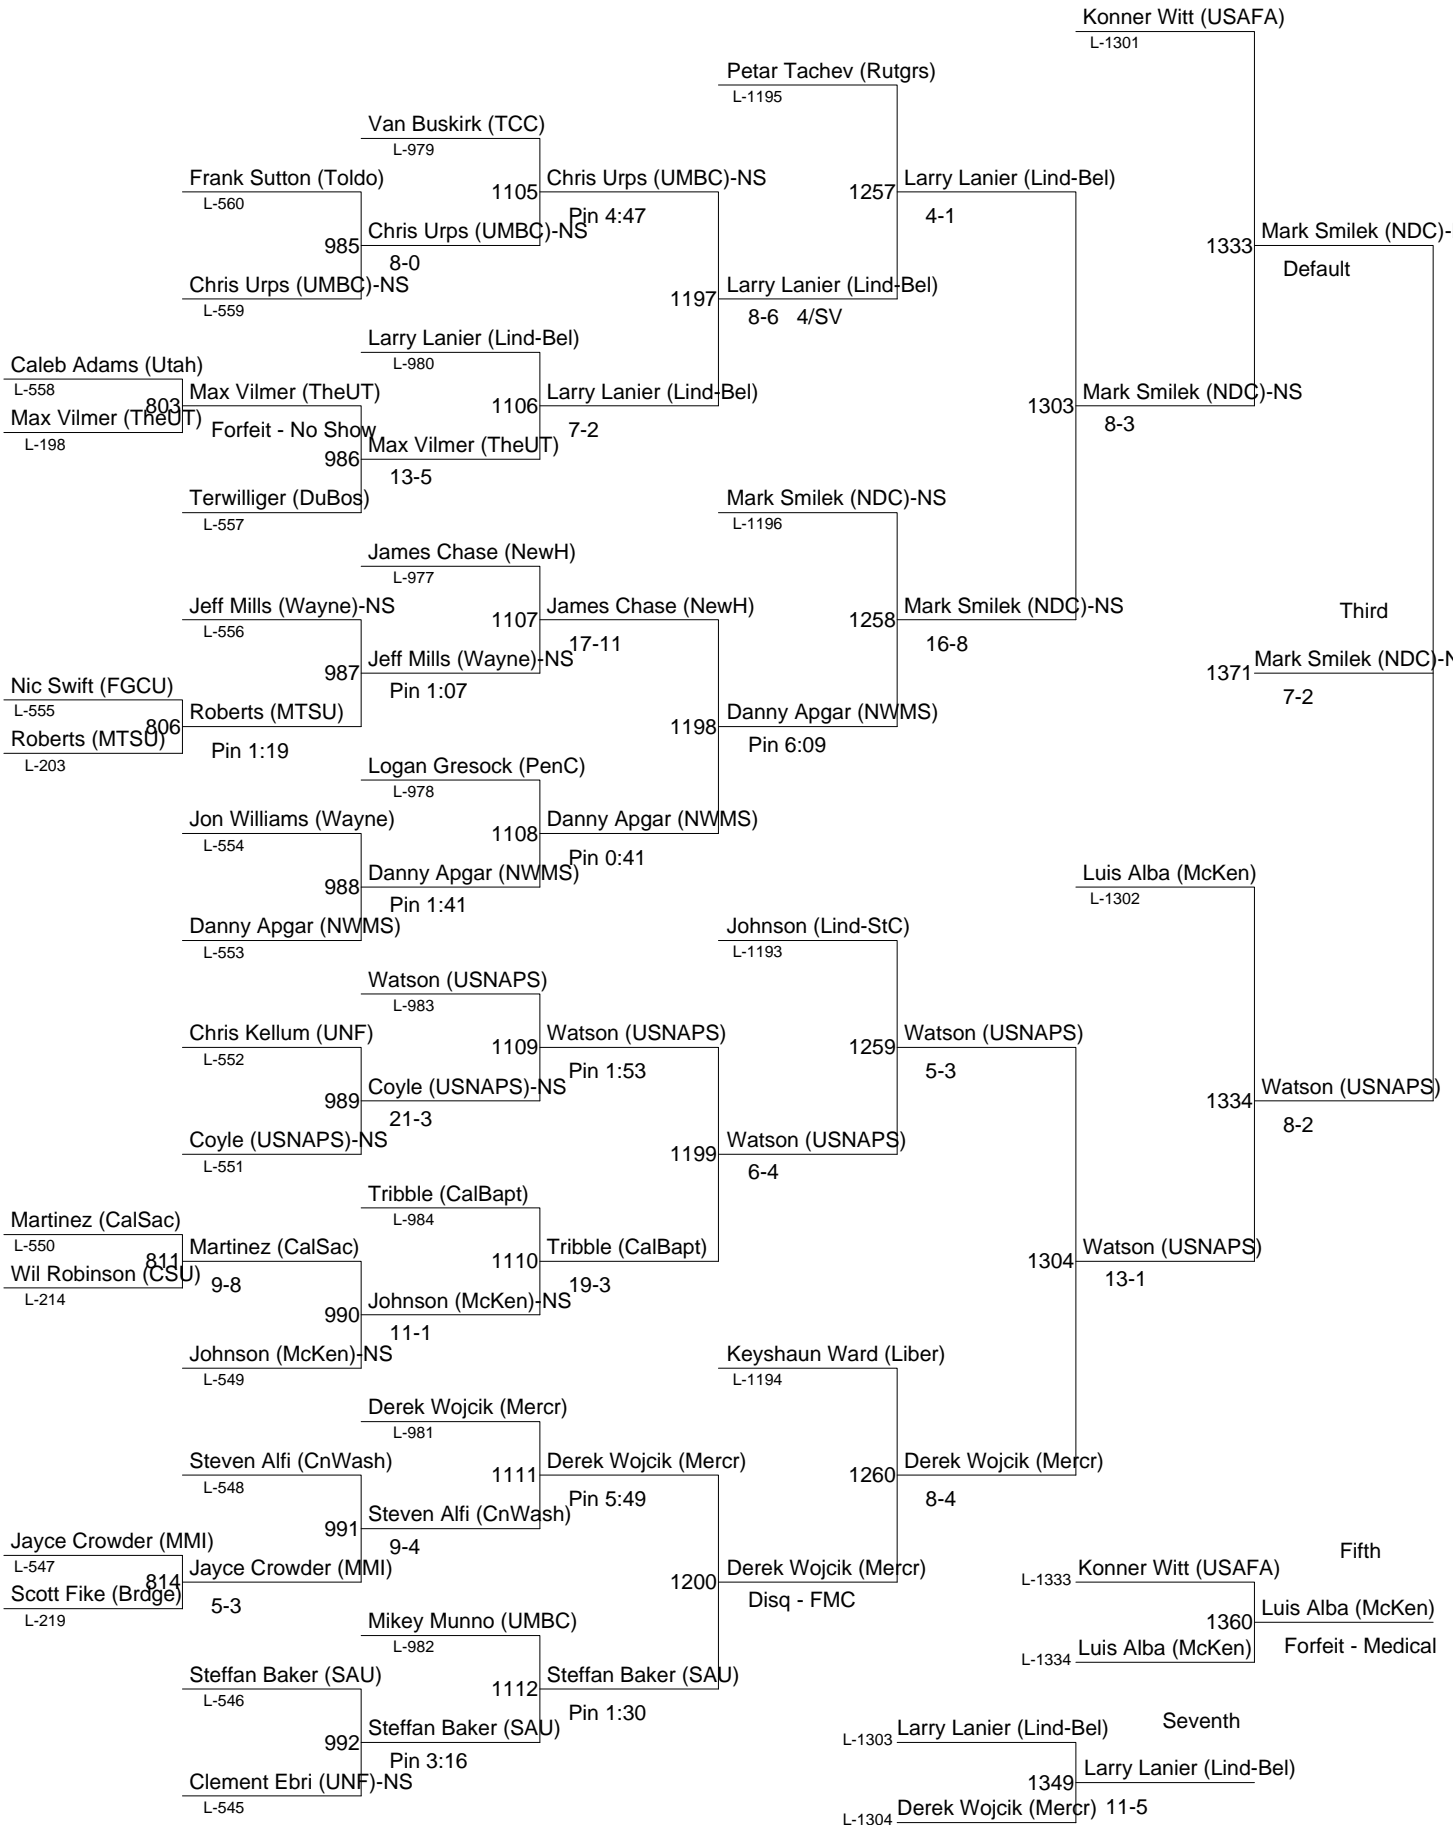 Konner Witt (USAFA)
L-1301
Petar Tachev (Rutgrs)
L-1195
Van Buskirk (TCC)
L-979
Frank Sutton (Toldo)
L-560
1105
Chris Urps (UMBC)-NS
Pin 4:47
1257
Larry Lanier (Lind-Bel)
4-1
985
Chris Urps (UMBC)-NS
8-0
1333
Mark Smilek (NDC)-
Default
Chris Urps (UMBC)-NS
L-559
1197
Larry Lanier (Lind-Bel)
8-6 4/SV
Larry Lanier (Lind-Bel)
L-980
Caleb Adams (Utah)
L-558
803
Max Vilmer (TheUT)
Forfeit - No Show
Max Vilmer (TheUT)
L-198
1106
Larry Lanier (Lind-Bel)
7-2
1303
Mark Smilek (NDC)-NS
8-3
986
Max Vilmer (TheUT)
13-5
Terwilliger (DuBos)
L-557
Mark Smilek (NDC)-NS
L-1196
James Chase (NewH)
L-977
Jeff Mills (Wayne)-NS
L-556
1107
James Chase (NewH)
17-11
1258
Mark Smilek (NDC)-NS
16-8
Third
987
Jeff Mills (Wayne)-NS
Pin 1:07
1371
Mark Smilek (NDC)-N
7-2
Nic Swift (FGCU)
L-555
806
Roberts (MTSU)
Pin 1:19
Roberts (MTSU)
L-203
1198
Danny Apgar (NWMS)
Pin 6:09
Logan Gresock (PenC)
L-978
Jon Williams (Wayne)
L-554
1108
Danny Apgar (NWMS)
Pin 0:41
988
Danny Apgar (NWMS)
Pin 1:41
Luis Alba (McKen)
L-1302
Danny Apgar (NWMS)
L-553
Johnson (Lind-StC)
L-1193
Watson (USNAPS)
L-983
Chris Kellum (UNF)
L-552
1109
Watson (USNAPS)
Pin 1:53
1259
Watson (USNAPS)
5-3
989
Coyle (USNAPS)-NS
21-3
1334
Watson (USNAPS)
8-2
Coyle (USNAPS)-NS
L-551
1199
Watson (USNAPS)
6-4
Tribble (CalBapt)
L-984
Martinez (CalSac)
L-550
811
Martinez (CalSac)
9-8
Wil Robinson (CSU)
L-214
1110
Tribble (CalBapt)
19-3
1304
Watson (USNAPS)
13-1
990
Johnson (McKen)-NS
11-1
Johnson (McKen)-NS
L-549
Keyshaun Ward (Liber)
L-1194
Derek Wojcik (Mercr)
L-981
Steven Alfi (CnWash)
L-548
1111
Derek Wojcik (Mercr)
Pin 5:49
1260
Derek Wojcik (Mercr)
8-4
991
Steven Alfi (CnWash)
9-4
Jayce Crowder (MMI)
L-547
814
Jayce Crowder (MMI)
5-3
Scott Fike (Brdge)
L-219
1200
Derek Wojcik (Mercr)
Disq - FMC
Fifth
L-1333
Konner Witt (USAFA)
1360
Luis Alba (McKen)
Forfeit - Medical
L-1334
Luis Alba (McKen)
Mikey Munno (UMBC)
L-982
Steffan Baker (SAU)
L-546
1112
Steffan Baker (SAU)
Pin 1:30
992
Steffan Baker (SAU)
Pin 3:16
Clement Ebri (UNF)-NS
L-545
Seventh
L-1303
Larry Lanier (Lind-Bel)
1349
Larry Lanier (Lind-Bel)
11-5
L-1304
Derek Wojcik (Mercr)